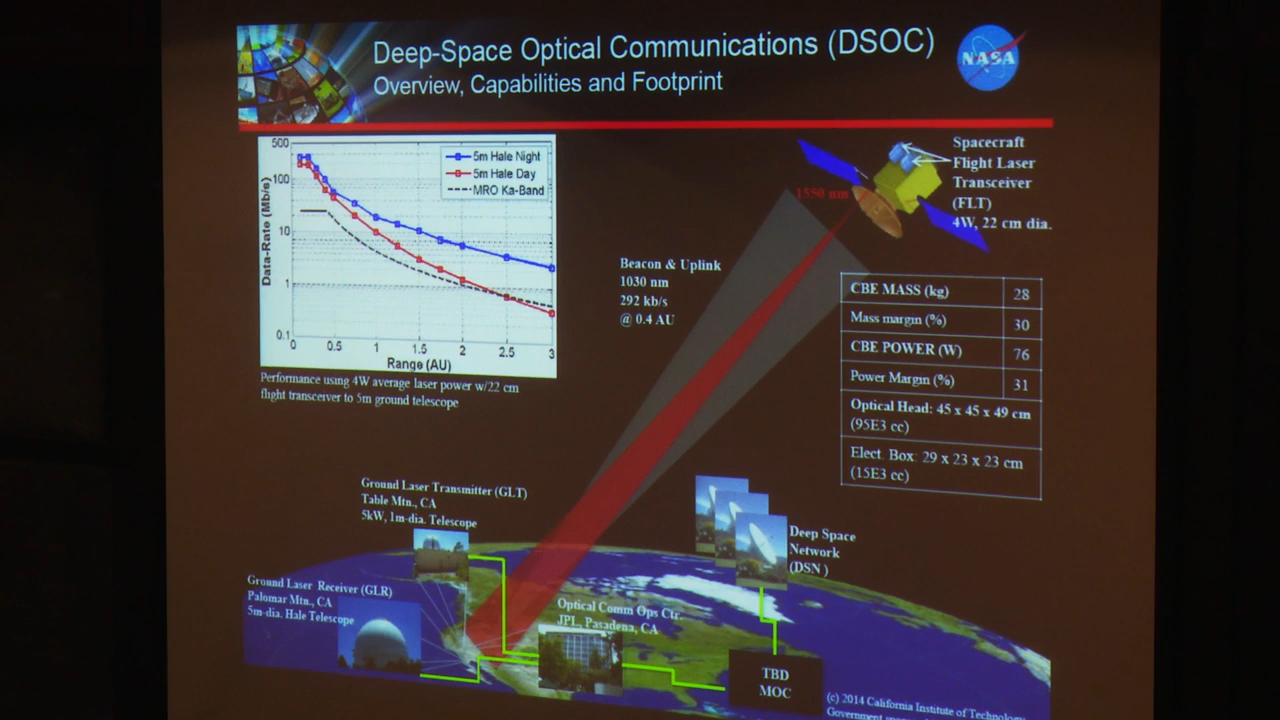 Deep-Space Optical Communications (DSOC)
Overview, Capabilities and Footprint
NASA
500
100
10
1
0.1
Data-Rate (Mb/s)
5m Hale Night
5m Hale Day
MRO Ka-Band
0 0.5 1 1.5 2 2.5 3
Range (AU)
Performance using 4W average laser power w/22 cm
flight transceiver to 5m ground telescope
1550 nm
Spacecraft
Flight Laser
Transceiver
(FLT)
4W, 22 cm dia.
Beacon & Uplink
1030 nm
292 kb/s
@ 0.4 AU
CBE MASS (kg) 28
Mass margin (%) 30
CBE POWER (W) 76
Power Margin (%) 31
Optical Head: 45 x 45 x 49 cm
(95E3 cc)
Elect. Box: 29 x 23 x 23 cm
(15E3 cc)
Ground Laser Transmitter (GLT)
Table Mtn., CA
5kW, 1m-dia. Telescope
Deep Space
Network
(DSN )
Ground Laser Receiver (GLR)
Palomar Mtn., CA
5m-dia. Hale Telescope
Optical Comm Ops Ctr.
JPL, Pasadena, CA
TBD
MOC
(c) 2014 California Institute of Technology
Government